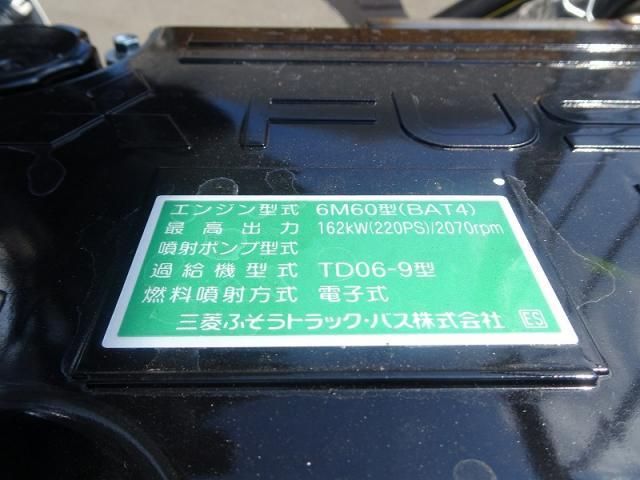 FUS
エンジン型式 6M60型(BAT4)
最高出力 162kW(220PS)/2070rpm
噴射ポンプ型式
過給機型式 TD06-9型
燃料噴射方式 電子式
三菱ふそうトラック・バス株式会社 ES